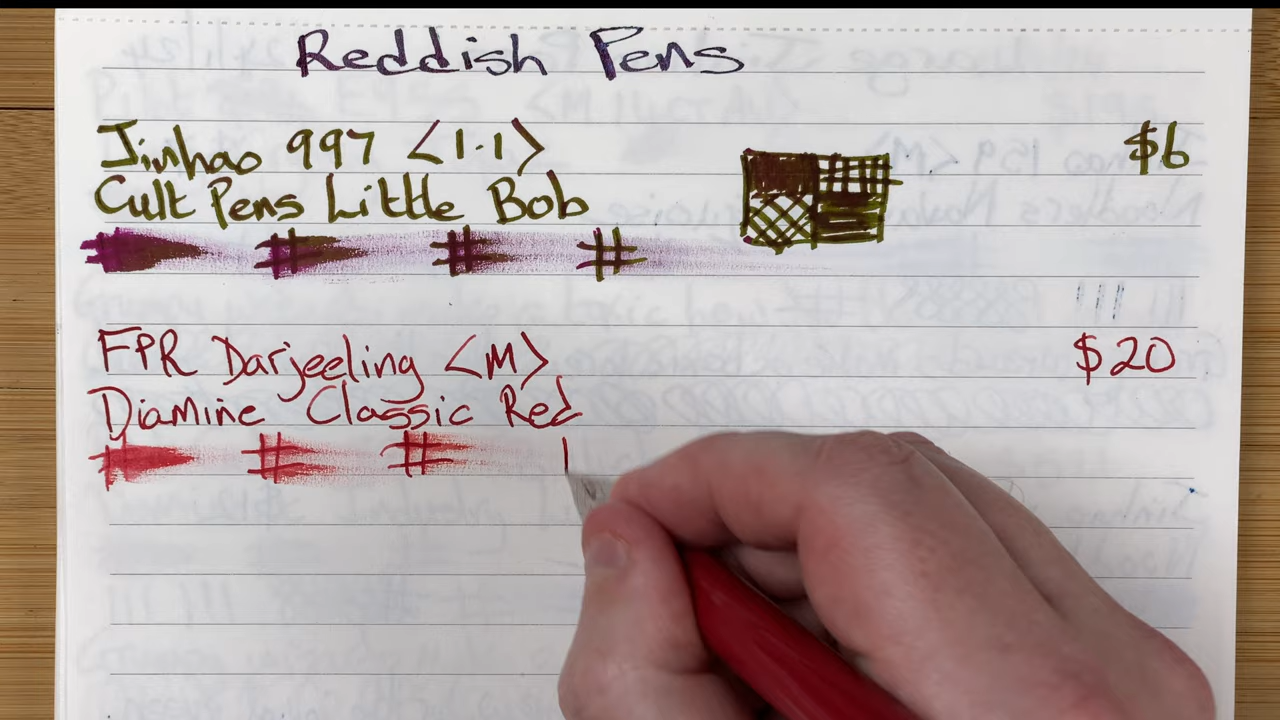 Reddish Pens
Jinhao 997 <1.1> $6
Cult Pens Little Bob
FPR Darjeeling <M> $20
Diamine Classic Red